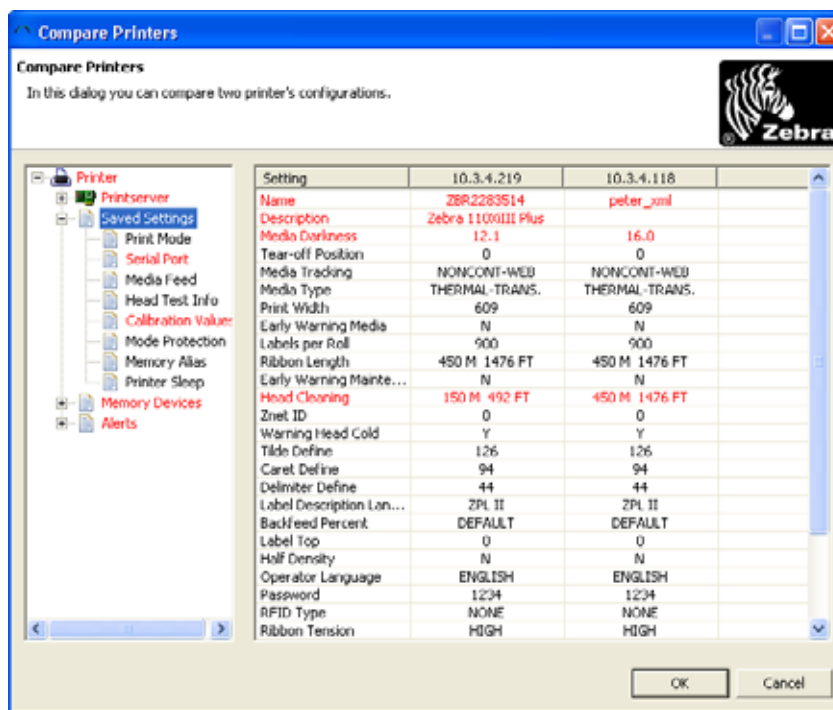 Compare Printers
Compare Printers
In this dialog you can compare two printer's configurations.
Zebra
Printer
Printserver
Saved Settings
Print Mode
Serial Port
Media Feed
Head Test Info
Calibration Values
Mode Protection
Memory Alias
Printer Sleep
Memory Devices
Alerts
Setting 10.3.4.219 10.3.4.118
Name ZBR2283514 peter_xml
Description Zebra 110XiIII Plus
Media Darkness 12.1 16.0
Tear-off Position 0 0
Media Tracking NONCONT-WEB NONCONT-WEB
Media Type THERMAL-TRANS. THERMAL-TRANS.
Print Width 609 609
Early Warning Media N N
Labels per Roll 900 900
Ribbon Length 450 M 1476 FT 450 M 1476 FT
Early Warning Mainte... N N
Head Cleaning 150 M 492 FT 450 M 1476 FT
Znet ID 0 0
Warning Head Cold Y Y
Tilde Define 126 126
Caret Define 94 94
Delimiter Define 44 44
Label Description Lan... ZPL II ZPL II
Backfeed Percent DEFAULT DEFAULT
Label Top 0 0
Half Density N N
Operator Language ENGLISH ENGLISH
Password 1234 1234
RFID Type NONE NONE
Ribbon Tension HIGH HIGH
OK Cancel